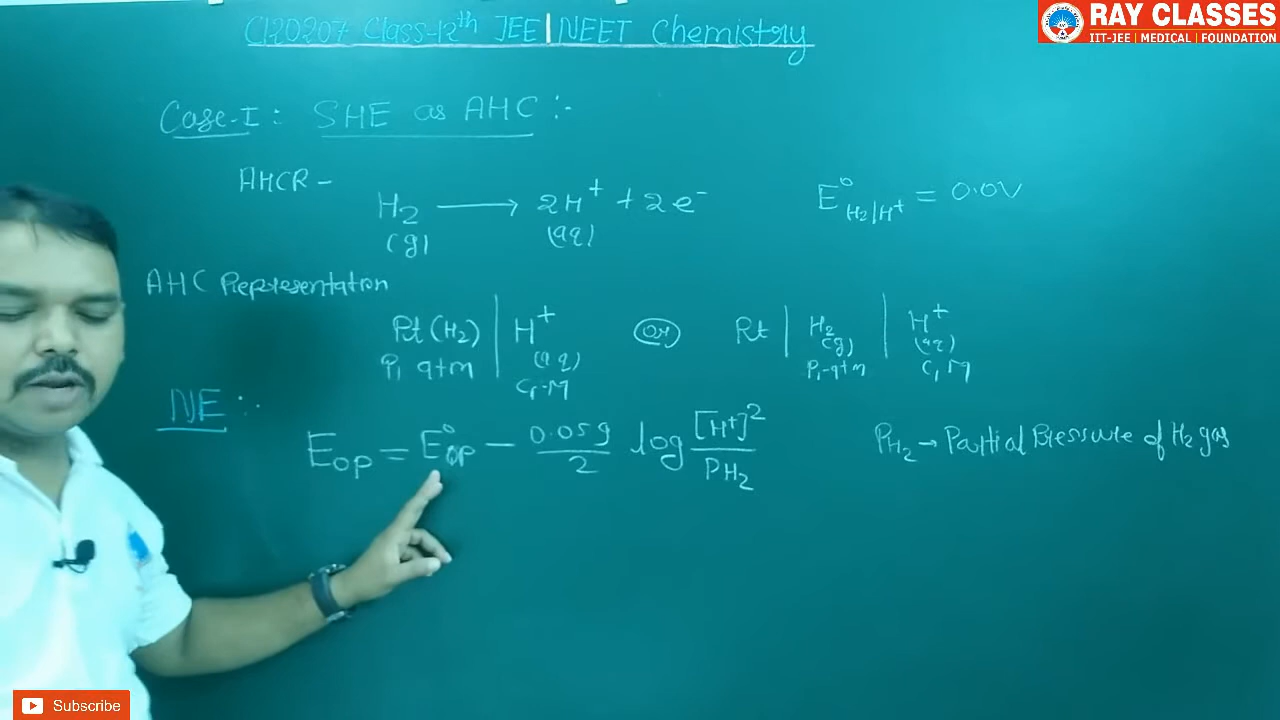 C120207 Class-12th JEE|NEET Chemistry
RAY CLASSES
IIT-JEE | MEDICAL | FOUNDATION
Case-I : SHE as AHC :-
AHCR -
H2 (g) ⟶ 2H+ (aq) + 2e-
E° H2/H+ = 0.0V
AHC Representation
Pt (H2) | H+ OR Pt | H2 (g) | H+ (aq)
P1 atm (aq) P1-atm C1 M
C1-M
NE :-
Eop = E°op - 0.059/2 log [H+]²/PH2
PH2 → Partial Pressure of H2 gas
Subscribe